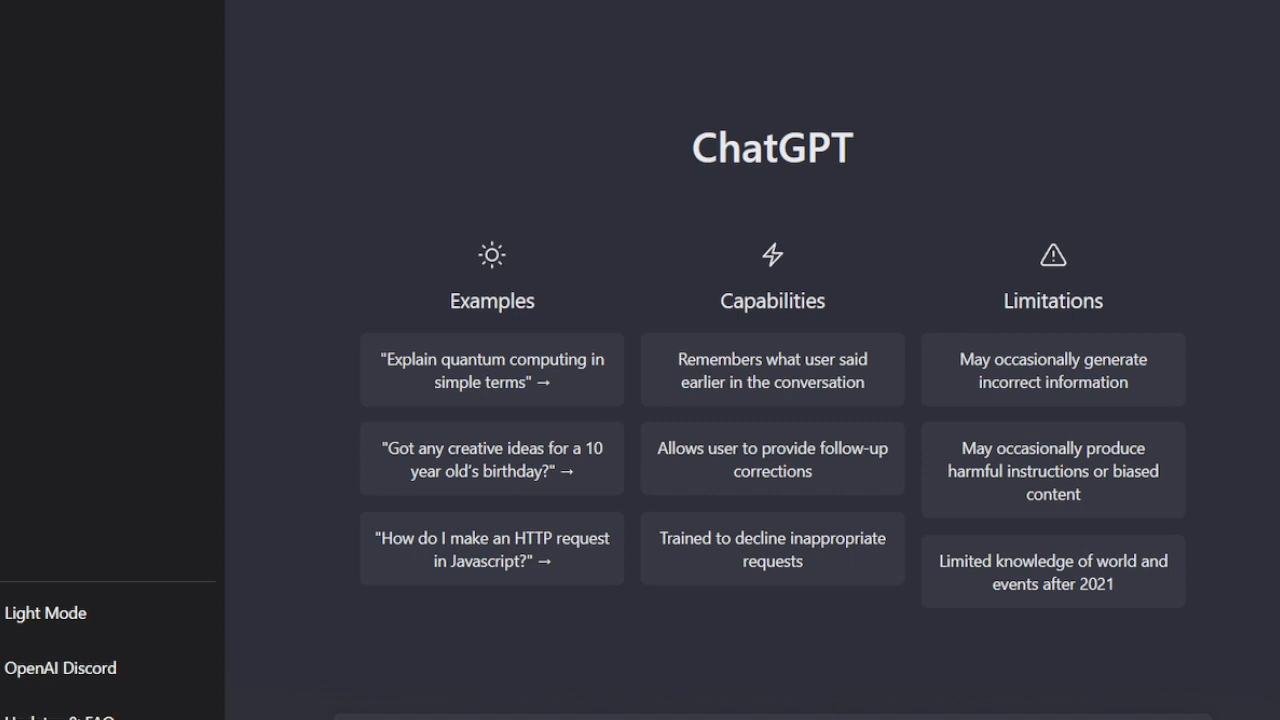 ChatGPT
Examples
"Explain quantum computing in
simple terms" →
"Got any creative ideas for a 10
year old's birthday?" →
"How do I make an HTTP request
in Javascript?" →
Capabilities
Remembers what user said
earlier in the conversation
Allows user to provide follow-up
corrections
Trained to decline inappropriate
requests
Limitations
May occasionally generate
incorrect information
May occasionally produce
harmful instructions or biased
content
Limited knowledge of world and
events after 2021
Light Mode
OpenAI Discord
Updates & FAQ